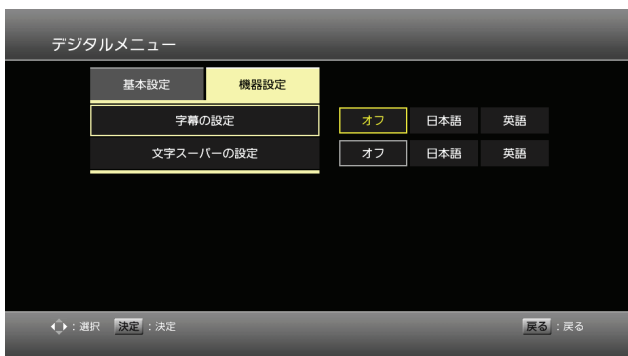 デジタルメニュー
基本設定 機器設定
字幕の設定 オフ 日本語 英語
文字スーパーの設定 オフ 日本語 英語
：選択 決定 ：決定 戻る ：戻る